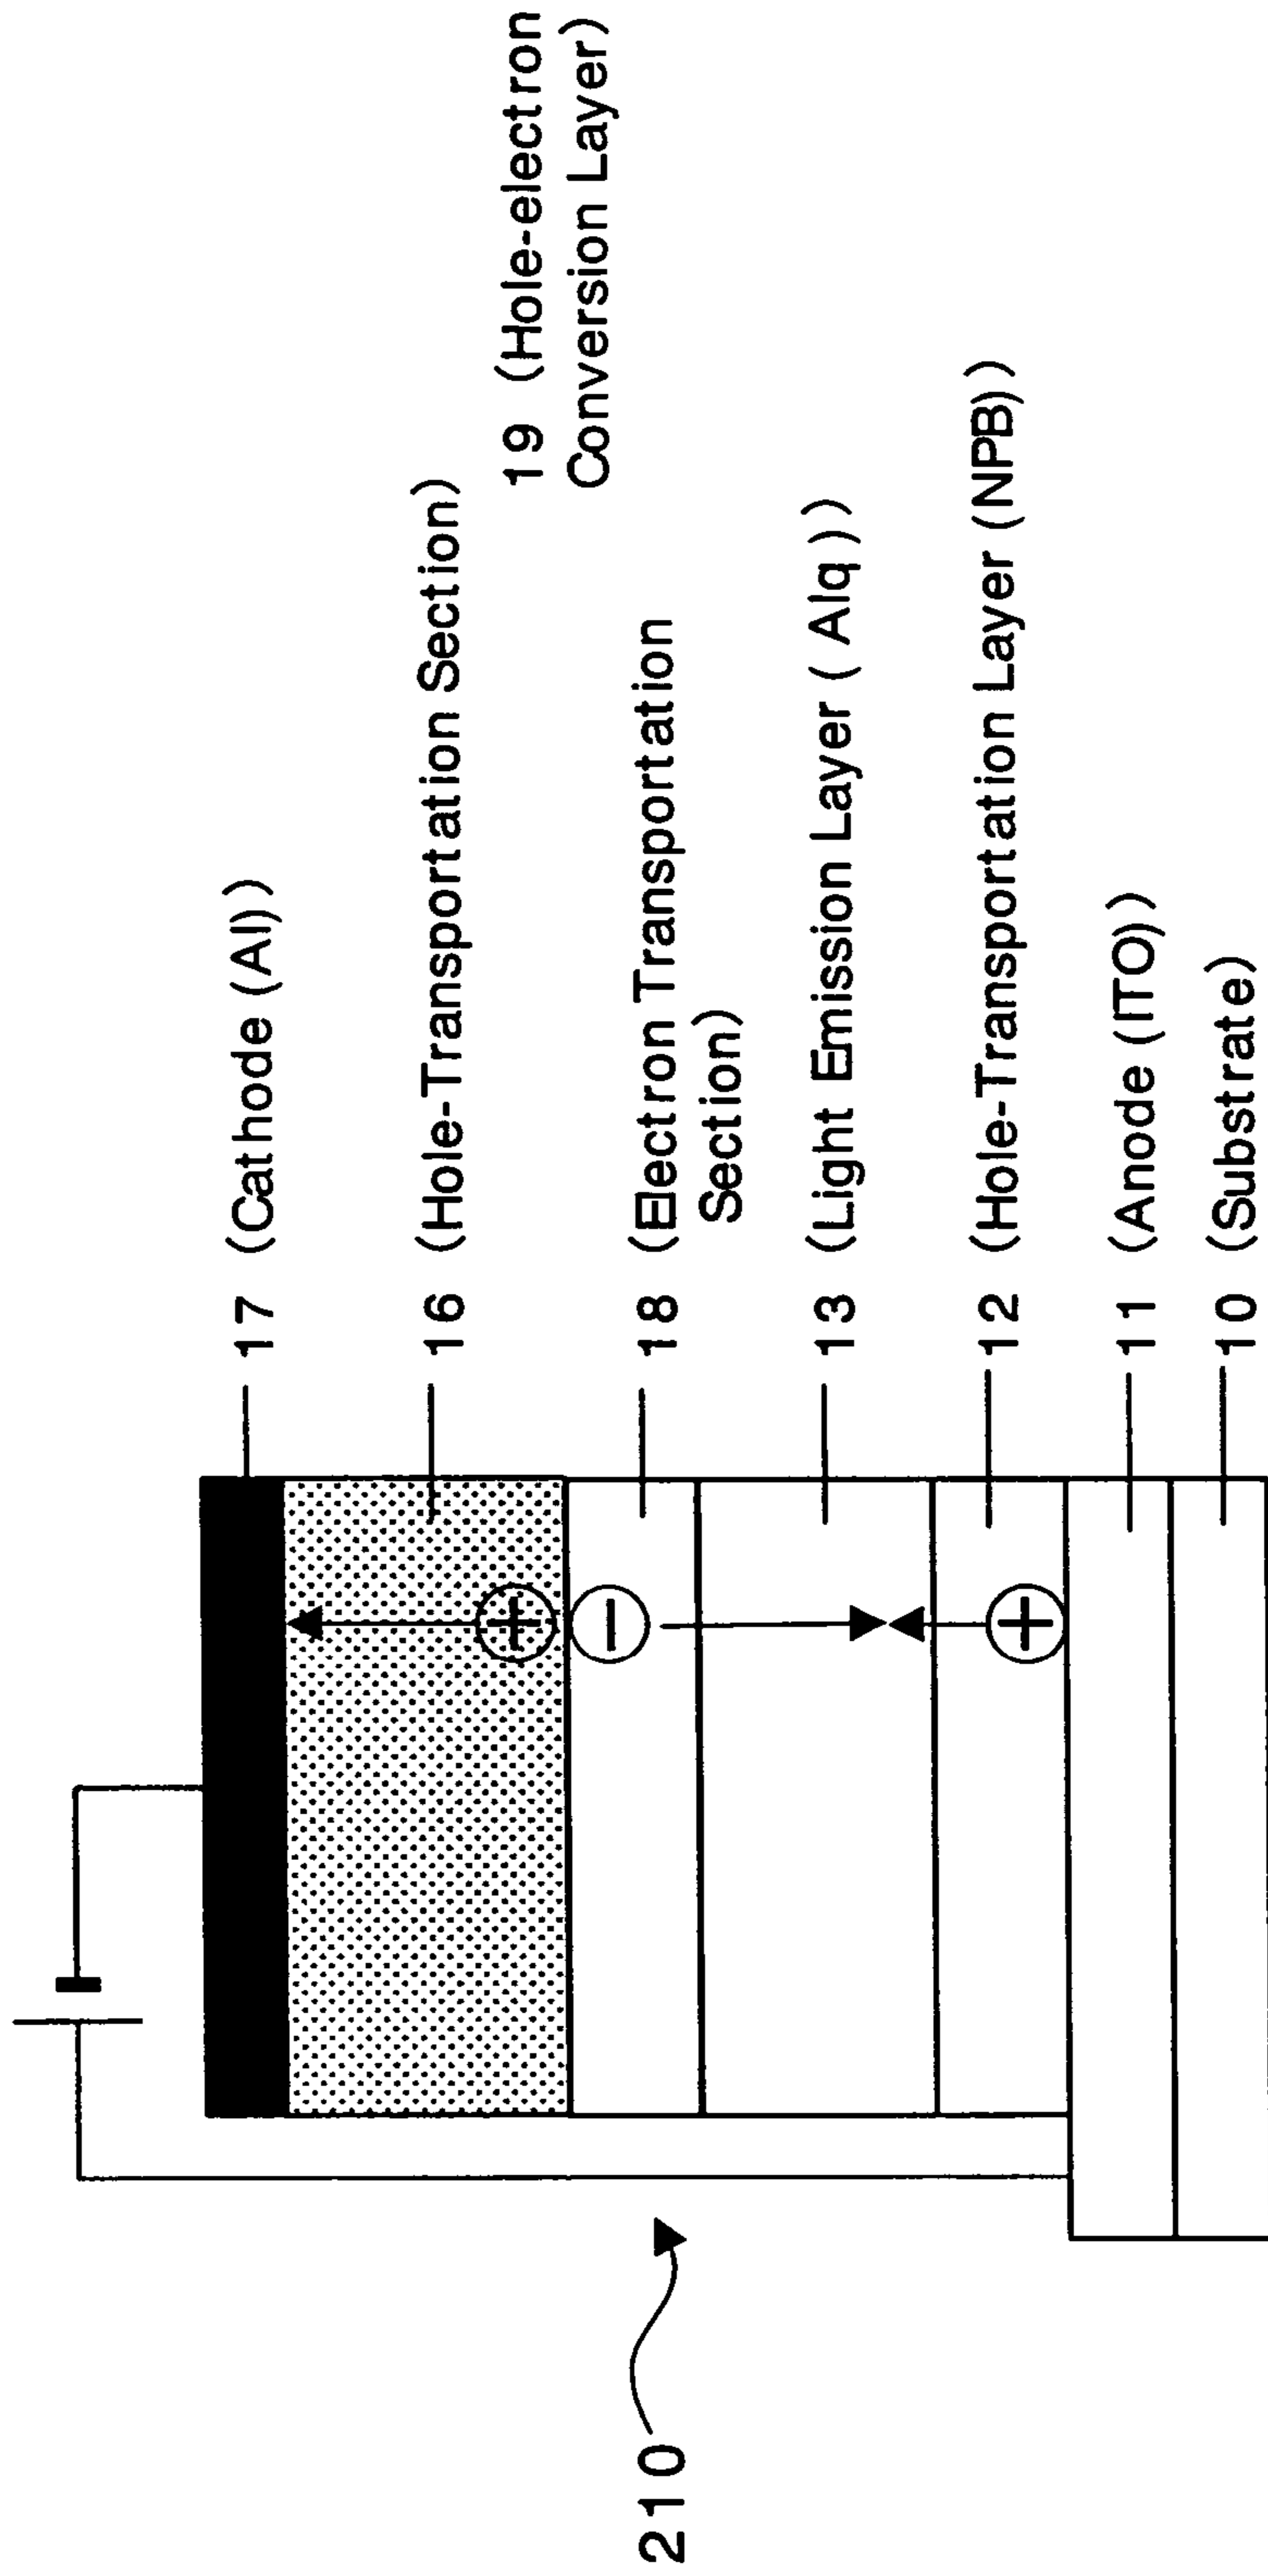 17 (Cathode (Al))
16 (Hole-Transportation Section)
19 (Hole-electron
Conversion Layer)
18 (Electron Transportation
Section)
13 (Light Emission Layer ( Alq ))
12 (Hole-Transportation Layer (NPB))
11 (Anode (ITO) )
10 (Substrate)
210
+
−
+